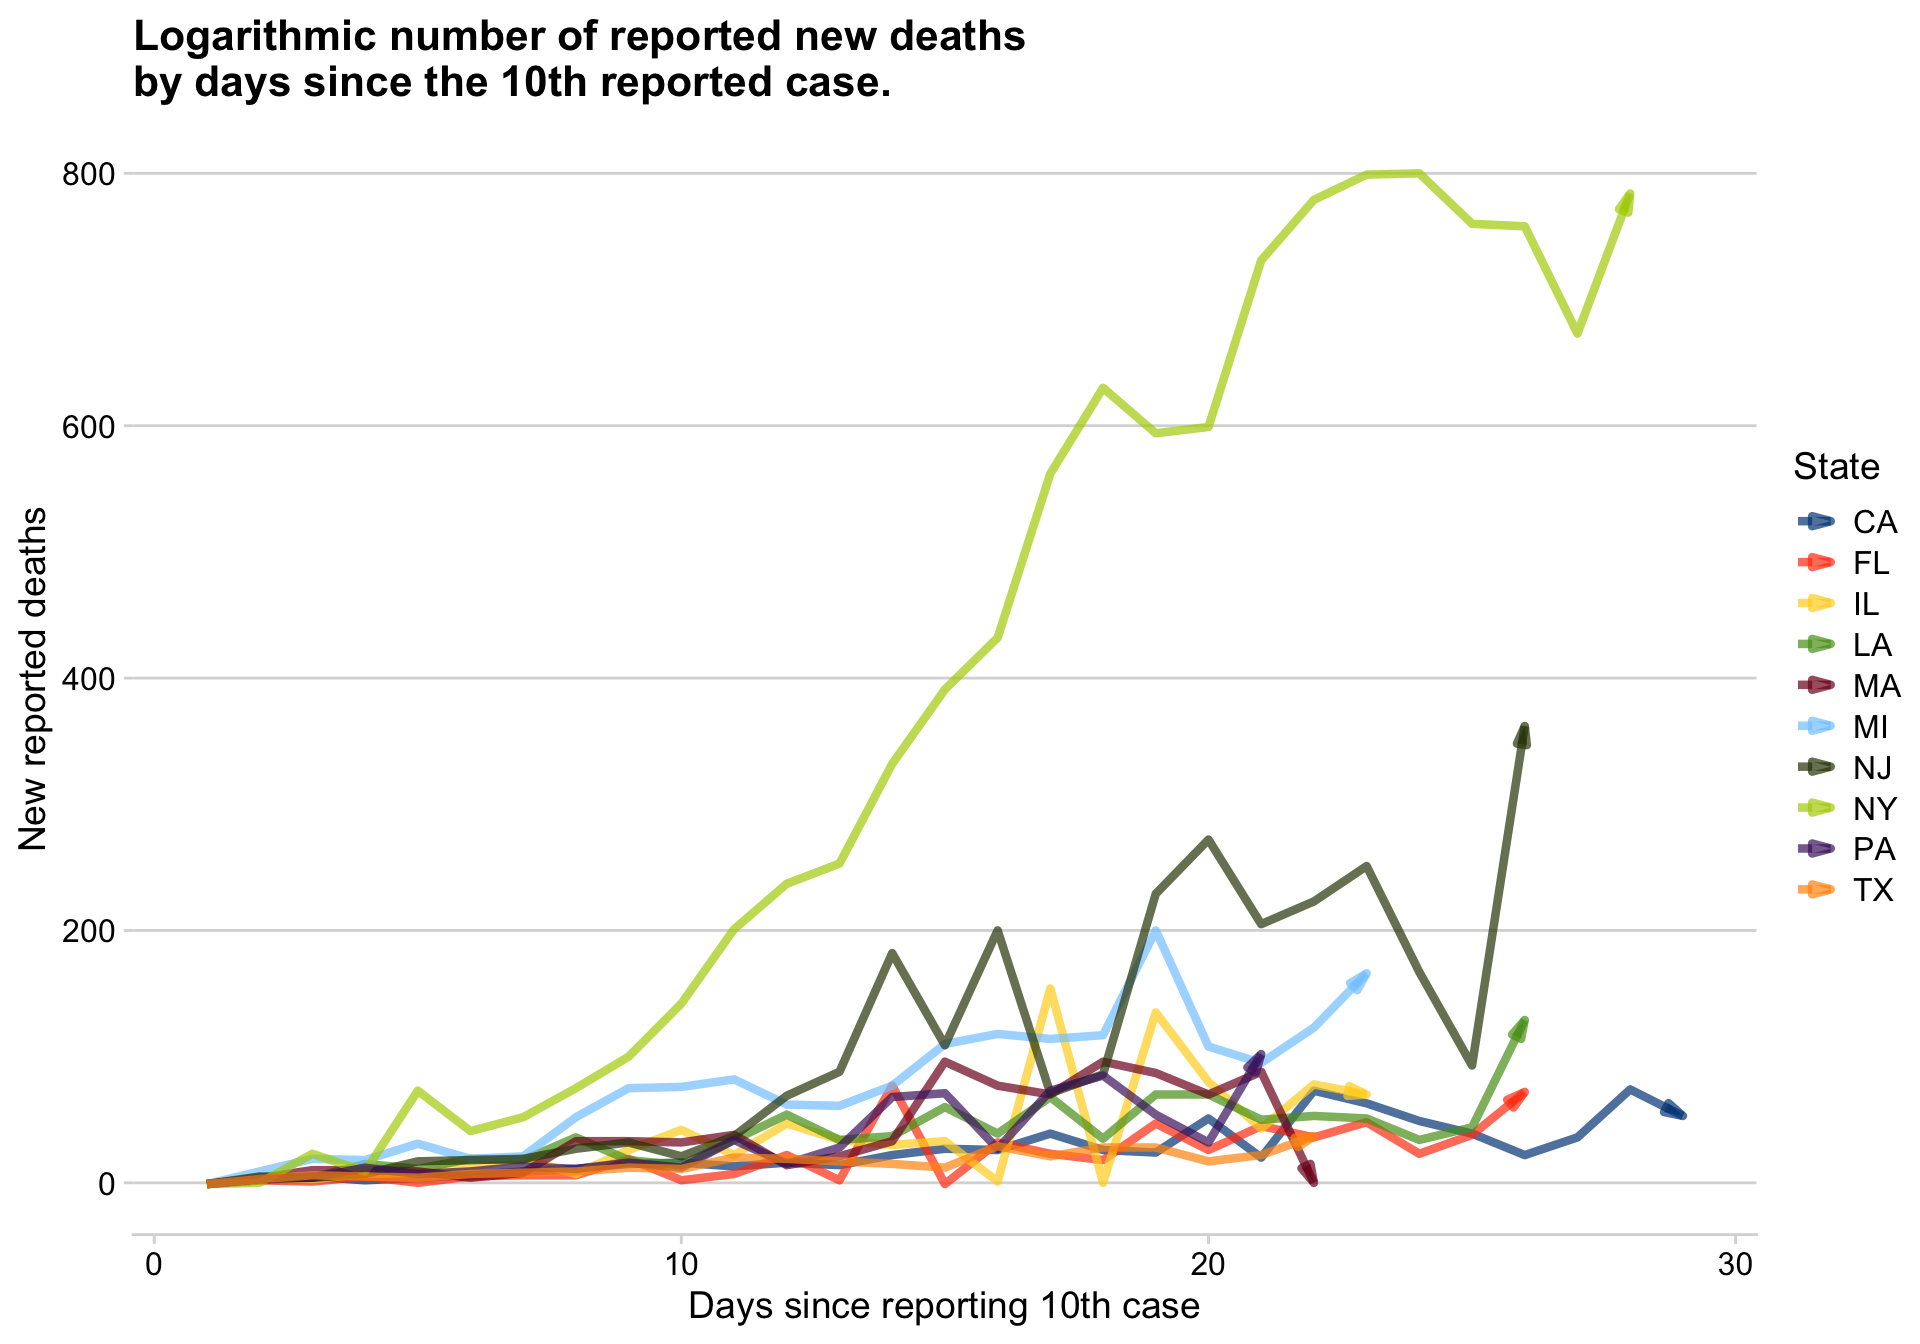 Logarithmic number of reported new deaths
by days since the 10th reported case.
800
600
400
200
0
New reported deaths
0 10 20 30
Days since reporting 10th case
State
CA
FL
IL
LA
MA
MI
NJ
NY
PA
TX